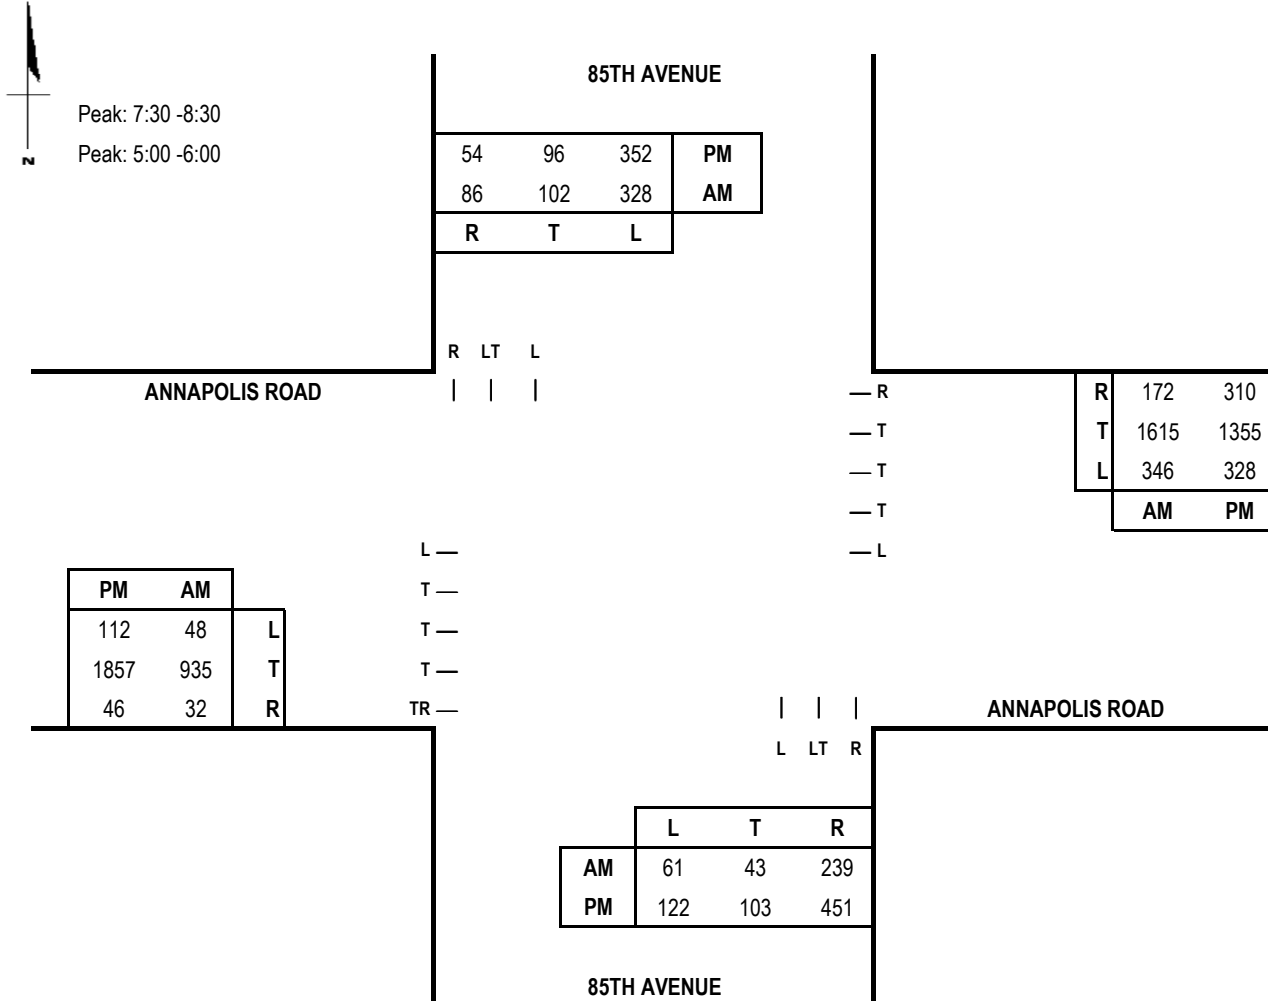 85TH AVENUE
Peak: 7:30 -8:30
Peak: 5:00 -6:00
N
54 96 352 PM
86 102 328 AM
R T L
R LT L
ANNAPOLIS ROAD
R
T
T
T
L
R 172 310
T 1615 1355
L 346 328
AM PM
PM AM
112 48 L
1857 935 T
46 32 R
L
T
T
T
TR
L LT R
ANNAPOLIS ROAD
L T R
AM 61 43 239
PM 122 103 451
85TH AVENUE